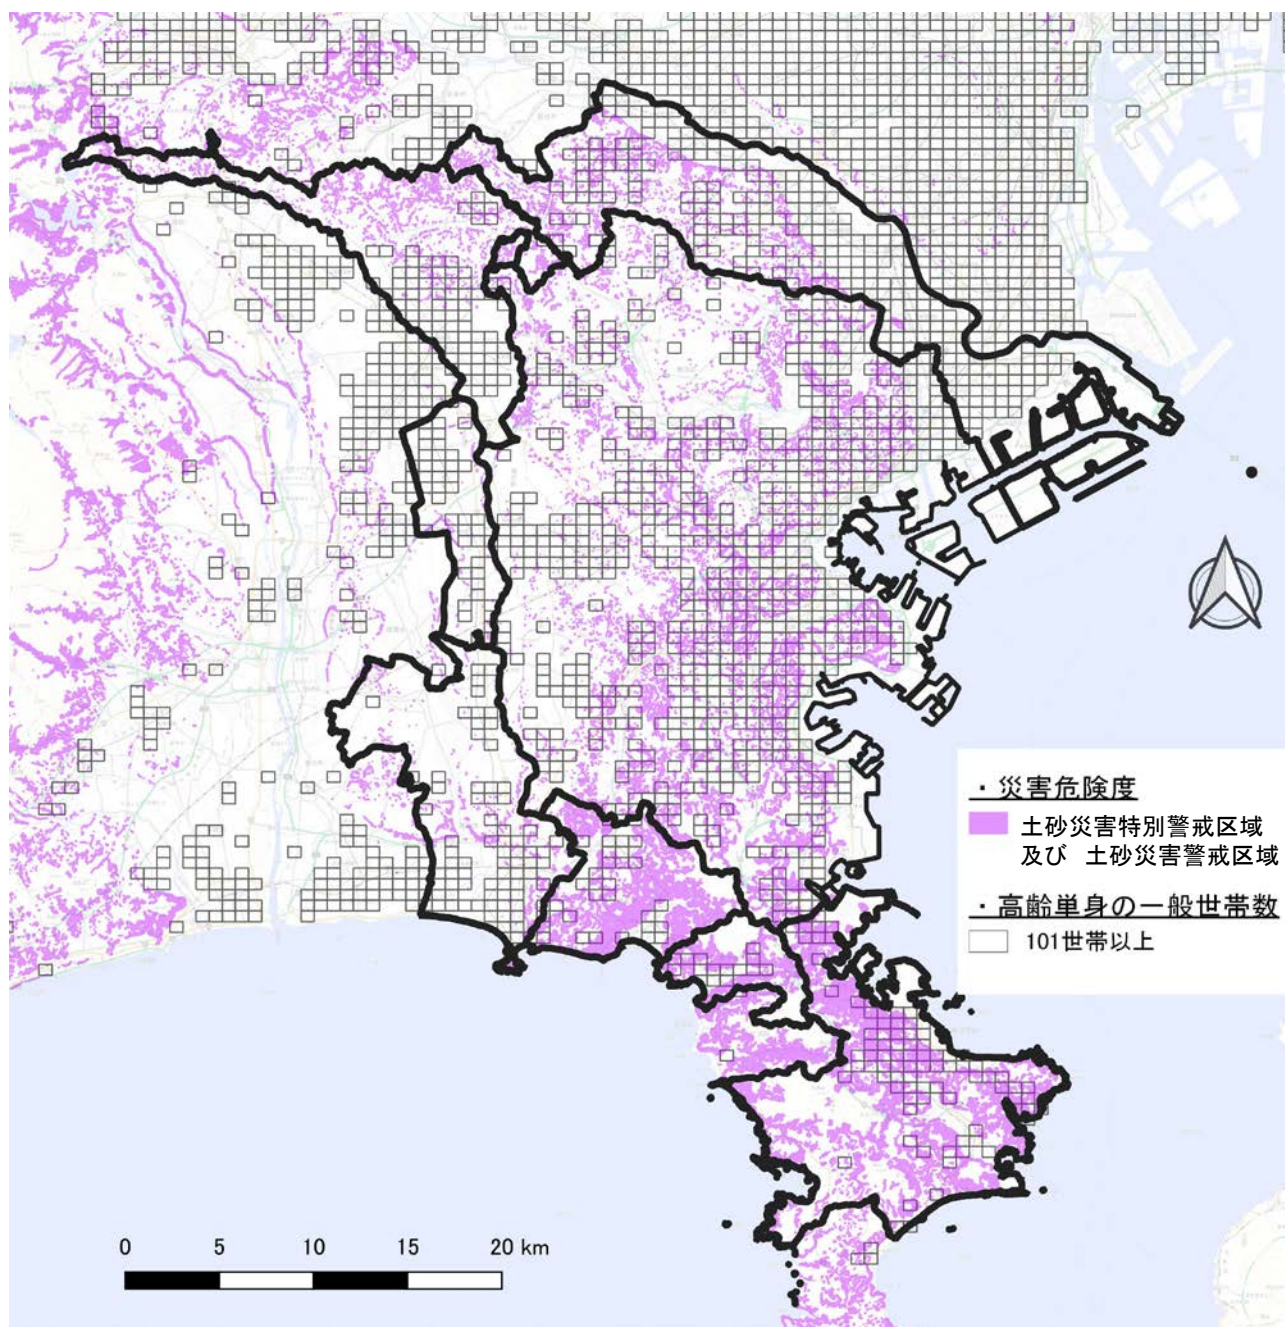 ・災害危険度
土砂災害特別警戒区域
及び 土砂災害警戒区域
・高齢単身の一般世帯数
101世帯以上
0 5 10 15 20 km